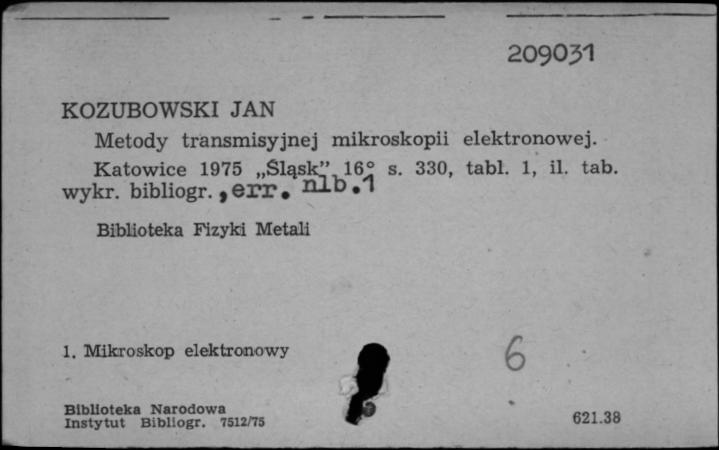 209031
KOZUBOWSKI JAN
Metody transmisyjnej mikroskopii elektronowej.
Katowice 1975 „Śląsk” 16° s. 330, tabl. 1, il. tab.
wykr. bibliogr. , err. nlb.1
Biblioteka Fizyki Metali
1. Mikroskop elektronowy
6
Biblioteka Narodowa
Instytut Bibliogr. 7512/75
621.38